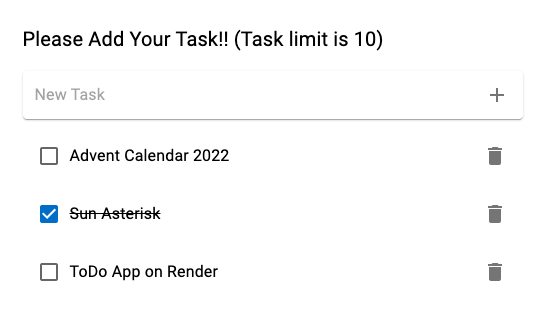 Please Add Your Task!! (Task limit is 10)
New Task
Advent Calendar 2022
Sun Asterisk
ToDo App on Render